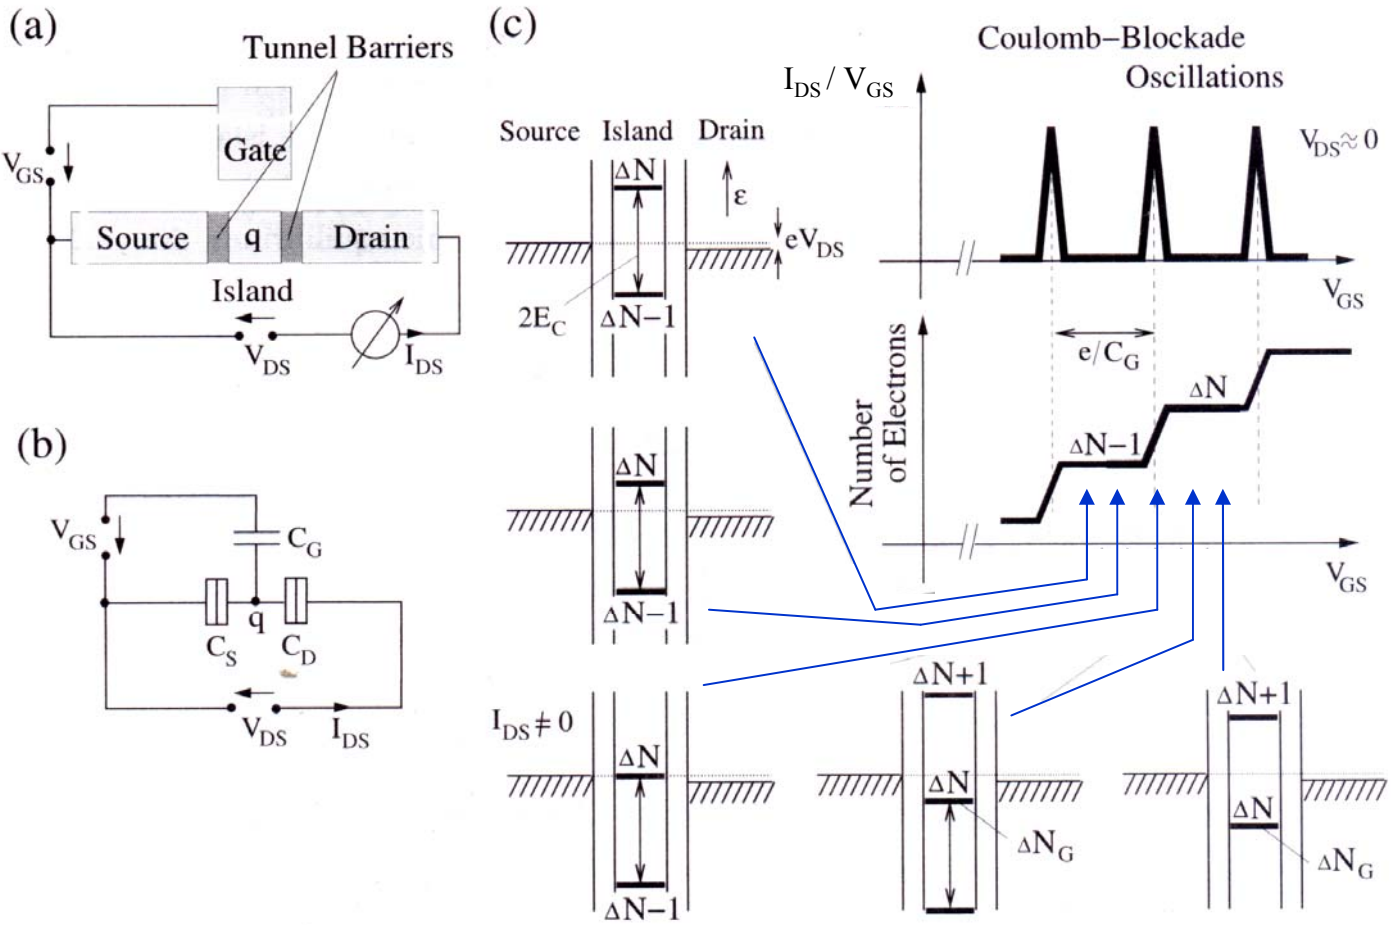 (a)
Tunnel Barriers
Gate
V_GS
Source
q
Drain
Island
V_DS
I_DS
(b)
V_GS
C_G
q
C_S
C_D
V_DS
I_DS
(c)
Coulomb–Blockade
Oscillations
I_DS / V_GS
V_DS≈0
V_GS
Source Island Drain
ΔN
ε
eV_DS
2E_C
ΔN−1
e/C_G
Number
of Electrons
ΔN−1
ΔN
V_GS
ΔN
ΔN−1
I_DS ≠ 0
ΔN
ΔN−1
ΔN+1
ΔN
ΔN_G
ΔN+1
ΔN
ΔN_G